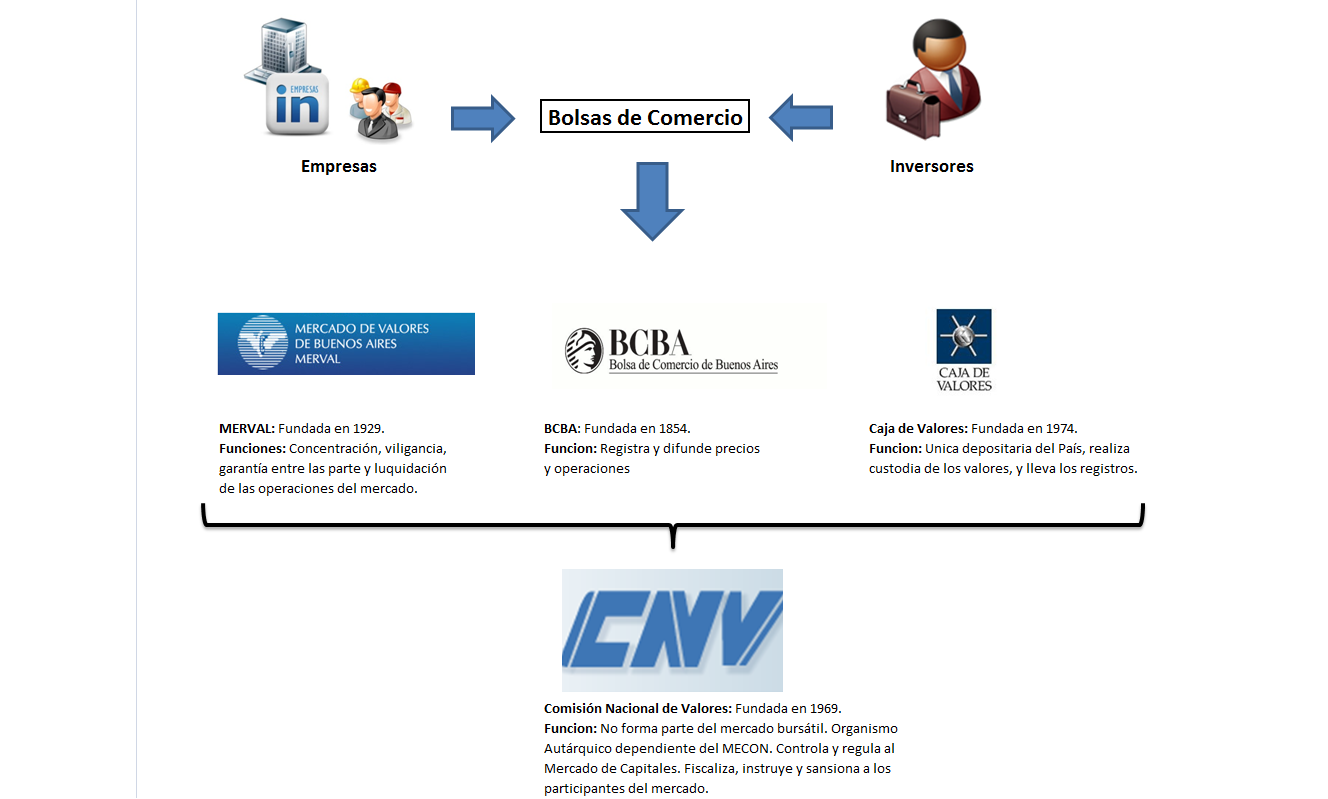 EMPRESAS
in
Bolsas de Comercio
Empresas
Inversores
MERCADO DE VALORES
DE BUENOS AIRES
MERVAL
BCBA
Bolsa de Comercio de Buenos Aires
CAJA DE
VALORES
MERVAL: Fundada en 1929.
Funciones: Concentración, viligancia,
garantía entre las parte y luquidación
de las operaciones del mercado.
BCBA: Fundada en 1854.
Funcion: Registra y difunde precios
y operaciones
Caja de Valores: Fundada en 1974.
Funcion: Unica depositaria del País, realiza
custodia de los valores, y lleva los registros.
CNV
Comisión Nacional de Valores: Fundada en 1969.
Funcion: No forma parte del mercado bursátil. Organismo
Autárquico dependiente del MECON. Controla y regula al
Mercado de Capitales. Fiscaliza, instruye y sansiona a los
participantes del mercado.